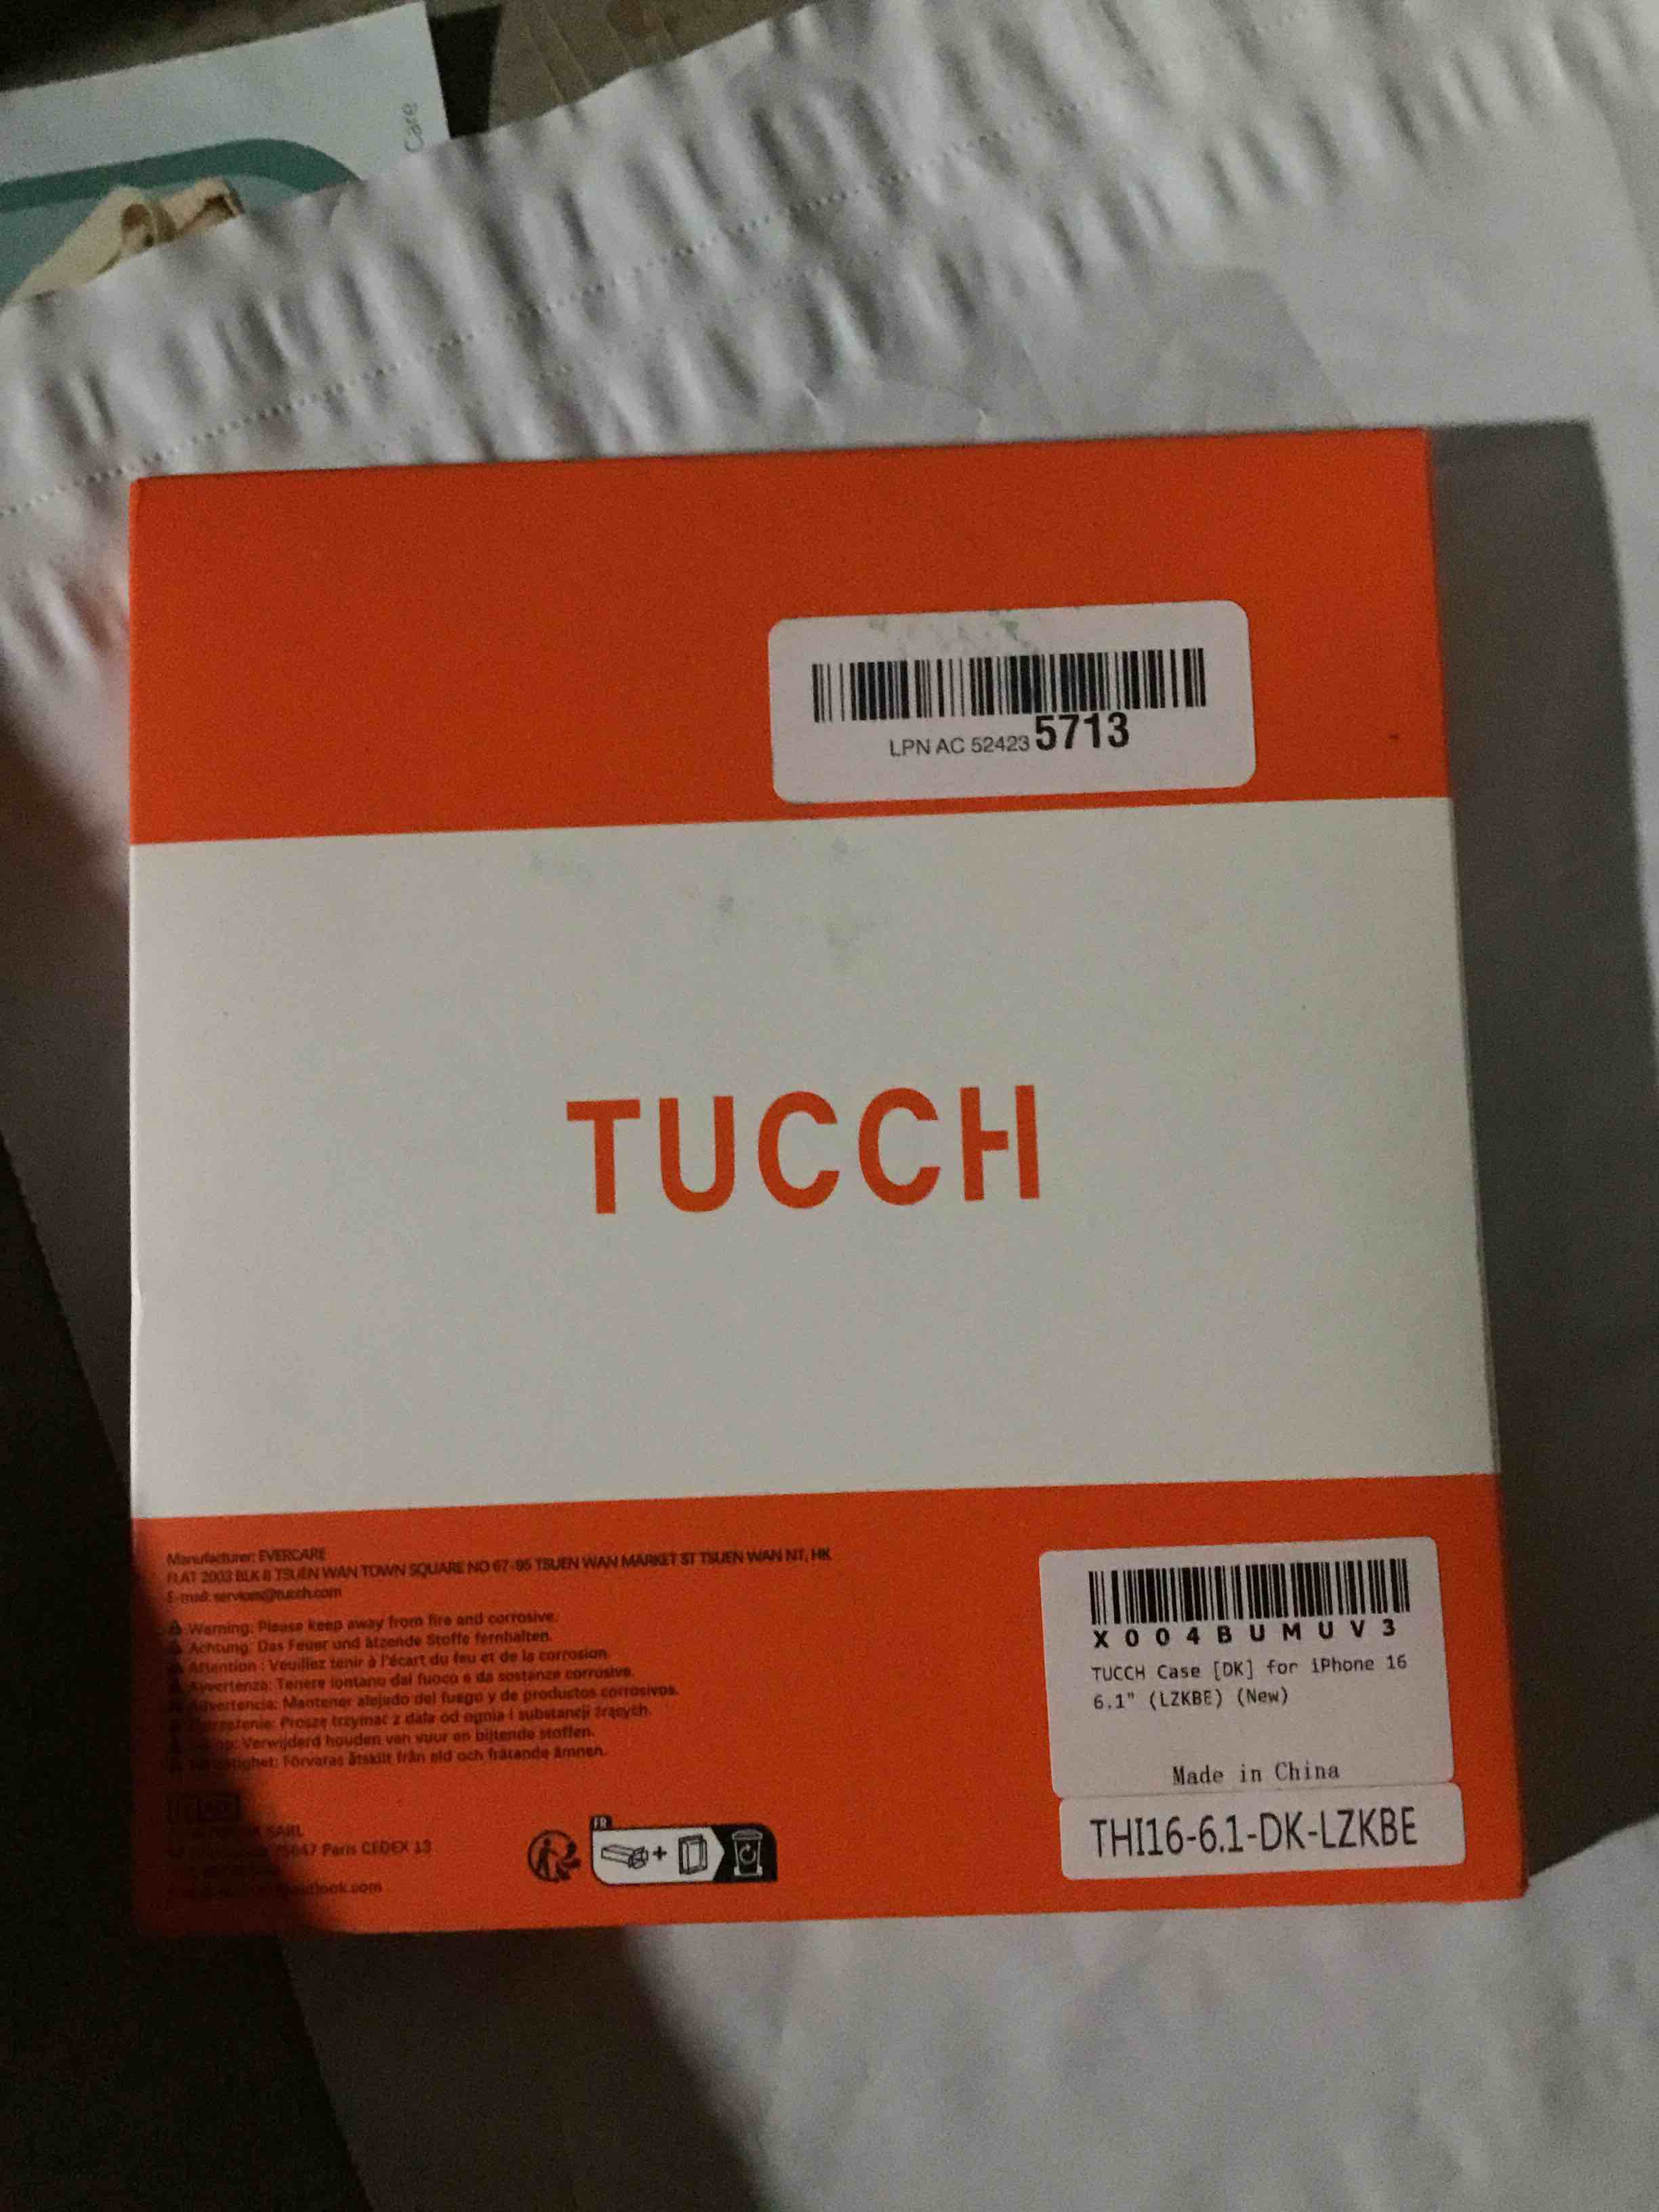 Care
LPN AC 524235713
TUCCH
Manufacturer: EVERCARE
FLAT 2003 BLK B TSUEN WAN TOWN SQUARE NO 67-95 TSUEN WAN MARKET ST TSUEN WAN NT, HK
E-mail: services@tucch.com
Warning: Please keep away from fire and corrosive.
Achtung: Das Feuer und ätzende Stoffe fernhalten.
Attention : Veuillez tenir à l'écart du feu et de la corrosion.
Avvertenza: Tenere lontano dal fuoco e da sostanze corrosive.
Advertencia: Mantener alejado del fuego y de productos corrosivos.
Proszę trzymać z dala od ognia i substancji żrących.
Verwijderd houden van vuur en bijtende stoffen.
Förvaras åtskilt från eld och frätande ämnen.
SARL
Paris CEDEX 13
FR
+
X004BUMUV3
TUCCH Case [DK] for iPhone 16
6.1" (LZKBE) (New)
Made in China
THI16-6.1-DK-LZKBE